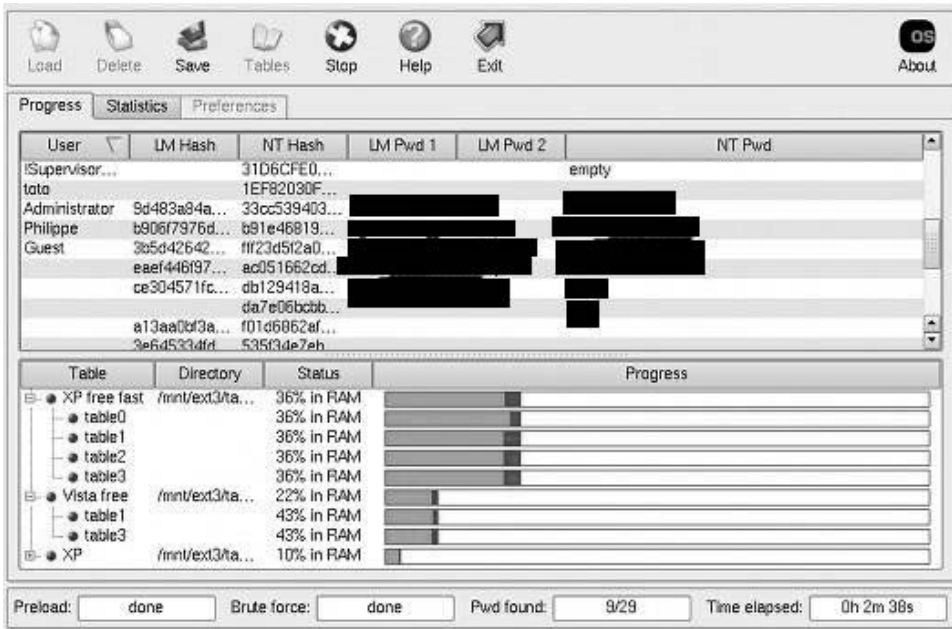 Load Delete Save Tables Stop Help Exit OS About
Progress Statistics Preferences
User LM Hash NT Hash LM Pwd 1 LM Pwd 2 NT Pwd
!Supervisor... 31D6CFE0... empty
toto 1EF82030F...
Administrator 9d483a84a... 33cc539403...
Philippe b906f7976d... b91e46819...
Guest 3b5d42642... fff23d5f2a0...
eaef446f97... ac051662cd...
ce304571fc... db129418a...
da7e06bcbb...
a13aa0bf3a... f01d6862af...
3e645334fd 535f34e7eb
Table Directory Status Progress
XP free fast /mnt/ext3/ta... 36% in RAM
table0 36% in RAM
table1 36% in RAM
table2 36% in RAM
table3 36% in RAM
Vista free /mnt/ext3/ta... 22% in RAM
table1 43% in RAM
table3 43% in RAM
XP /mnt/ext3/ta... 10% in RAM
Preload: done Brute force: done Pwd found: 9/29 Time elapsed: 0h 2m 38s